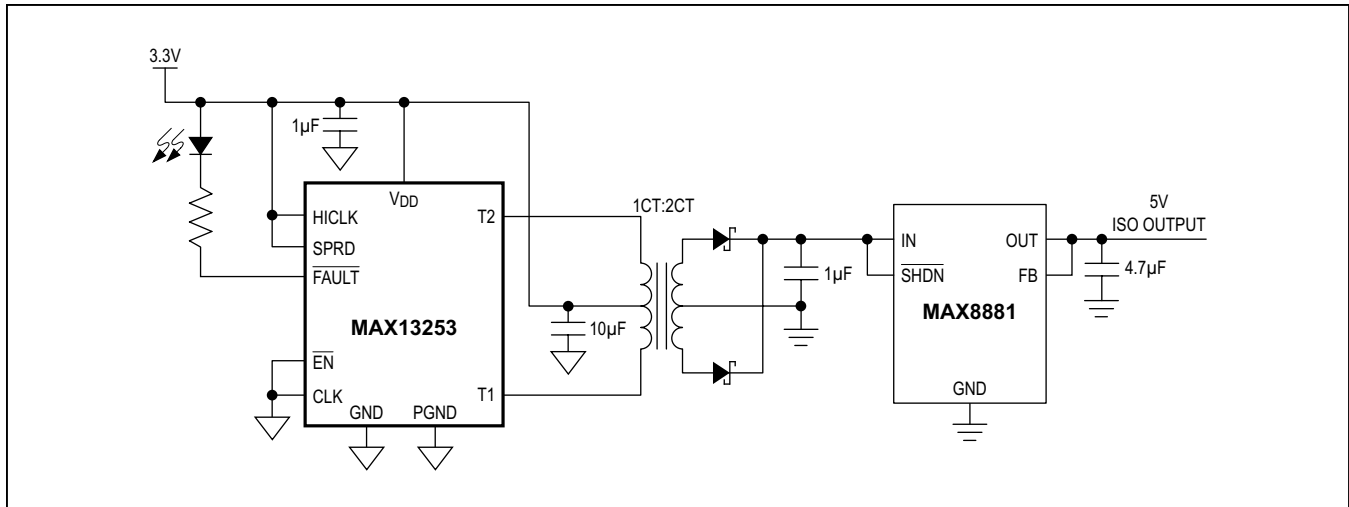 3.3V
1µF
VDD
HICLK
SPRD
FAULT
MAX13253
EN
CLK
GND
PGND
T2
T1
1CT:2CT
10µF
1µF
IN
SHDN
OUT
FB
MAX8881
GND
5V
ISO OUTPUT
4.7µF